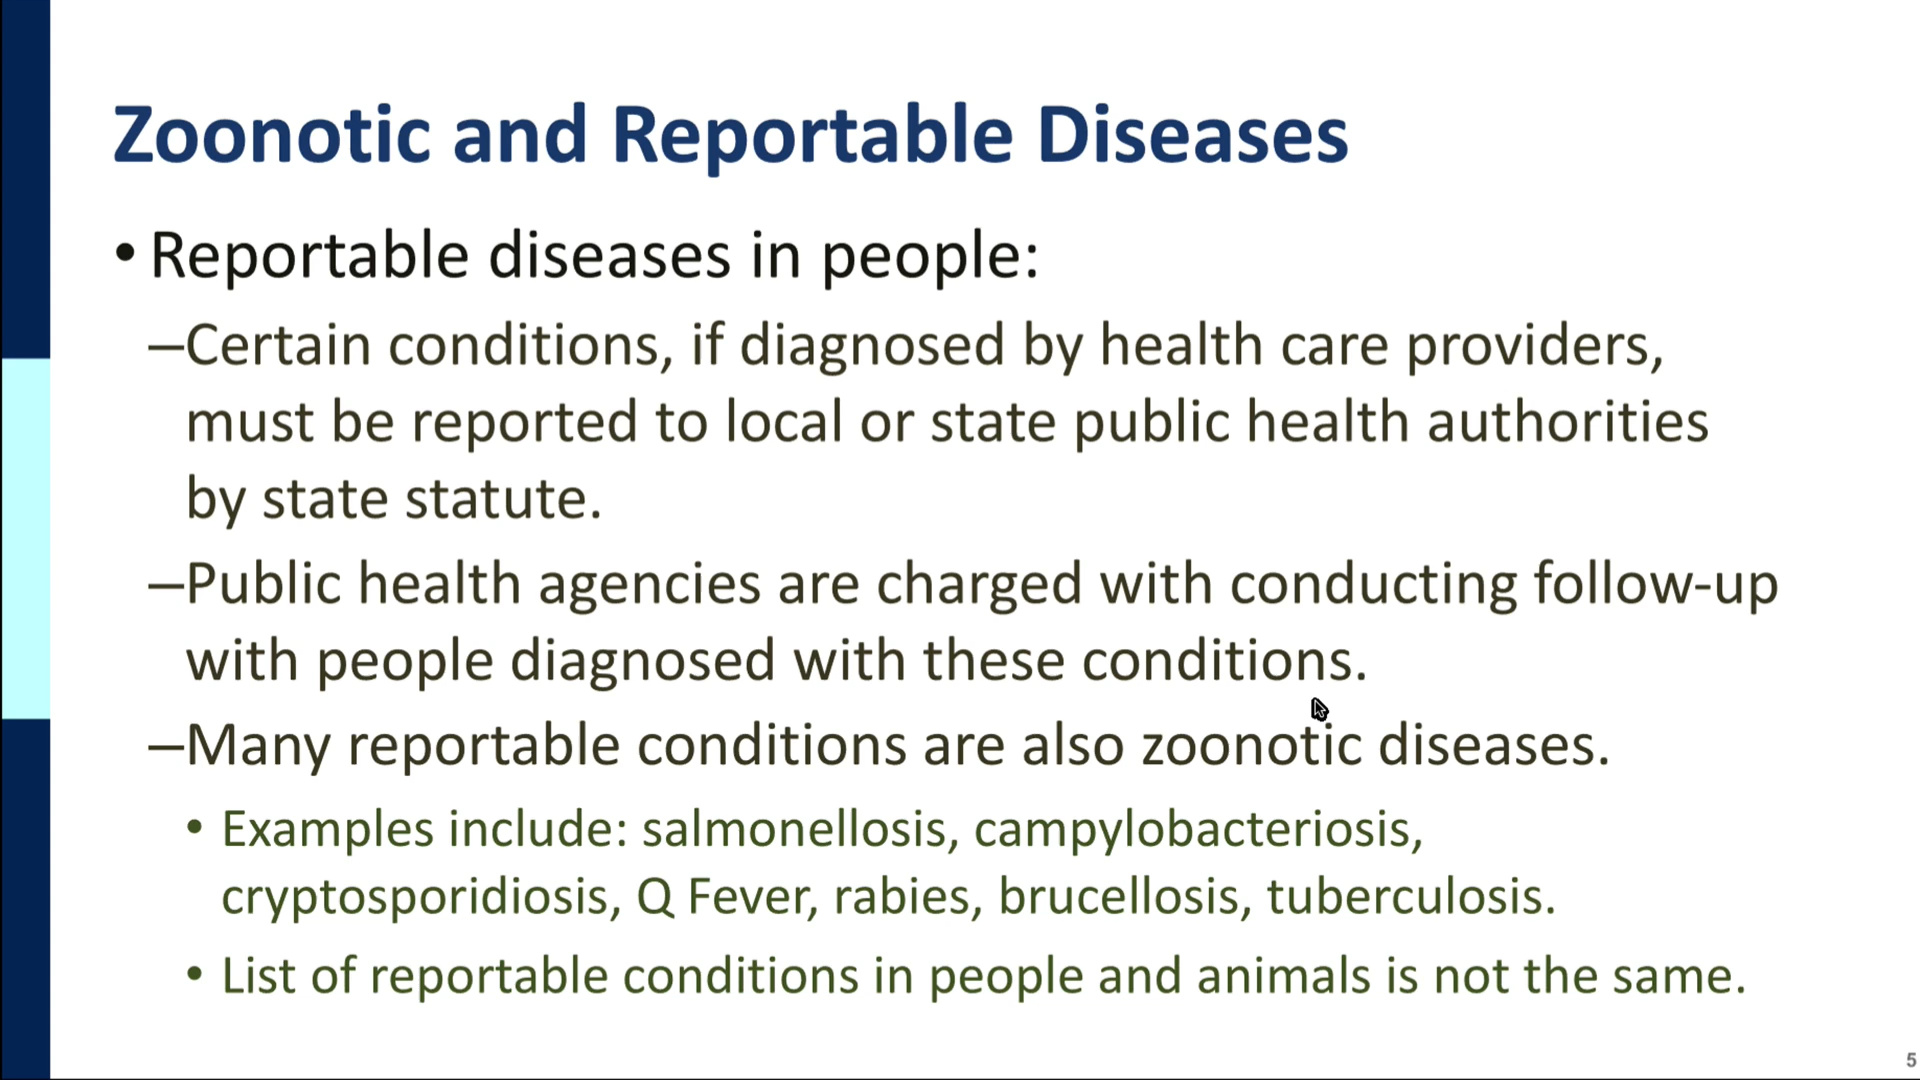 Zoonotic and Reportable Diseases
• Reportable diseases in people:
–Certain conditions, if diagnosed by health care providers,
must be reported to local or state public health authorities
by state statute.
–Public health agencies are charged with conducting follow-up
with people diagnosed with these conditions.
–Many reportable conditions are also zoonotic diseases.
• Examples include: salmonellosis, campylobacteriosis,
cryptosporidiosis, Q Fever, rabies, brucellosis, tuberculosis.
• List of reportable conditions in people and animals is not the same.
5